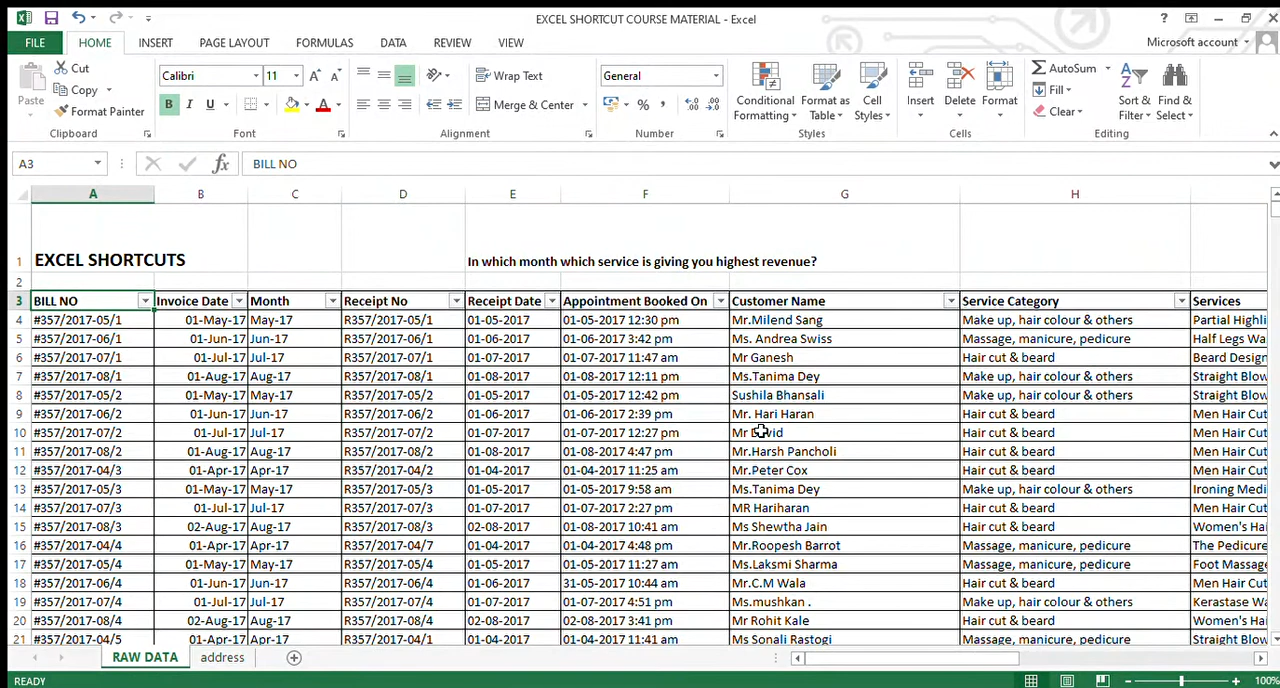 EXCEL SHORTCUT COURSE MATERIAL - Excel
?
FILE HOME INSERT PAGE LAYOUT FORMULAS DATA REVIEW VIEW Microsoft account
Paste Cut Copy Format Painter Clipboard
Calibri 11 B I U A Font
Wrap Text Merge & Center Alignment
General % , Number
Conditional Formatting Format as Table Cell Styles Styles
Insert Delete Format Cells
AutoSum Fill Clear Sort & Filter Find & Select Editing
A3 fx BILL NO
A B C D E F G H
1 EXCEL SHORTCUTS In which month which service is giving you highest revenue?
2
3 BILL NO Invoice Date Month Receipt No Receipt Date Appointment Booked On Customer Name Service Category Services
4 #357/2017-05/1 01-May-17 May-17 R357/2017-05/1 01-05-2017 01-05-2017 12:30 pm Mr.Milend Sang Make up, hair colour & others Partial Highli
5 #357/2017-06/1 01-Jun-17 Jun-17 R357/2017-06/1 01-06-2017 01-06-2017 3:42 pm Ms. Andrea Swiss Massage, manicure, pedicure Half Legs Wa
6 #357/2017-07/1 01-Jul-17 Jul-17 R357/2017-07/1 01-07-2017 01-07-2017 11:47 am Mr Ganesh Hair cut & beard Beard Design
7 #357/2017-08/1 01-Aug-17 Aug-17 R357/2017-08/1 01-08-2017 01-08-2017 12:11 pm Ms.Tanima Dey Make up, hair colour & others Straight Blow
8 #357/2017-05/2 01-May-17 May-17 R357/2017-05/2 01-05-2017 01-05-2017 12:42 pm Sushila Bhansali Make up, hair colour & others Straight Blow
9 #357/2017-06/2 01-Jun-17 Jun-17 R357/2017-06/2 01-06-2017 01-06-2017 2:39 pm Mr. Hari Haran Hair cut & beard Men Hair Cut
10 #357/2017-07/2 01-Jul-17 Jul-17 R357/2017-07/2 01-07-2017 01-07-2017 12:27 pm Mr David Hair cut & beard Men Hair Cut
11 #357/2017-08/2 01-Aug-17 Aug-17 R357/2017-08/2 01-08-2017 01-08-2017 4:47 pm Mr.Harsh Pancholi Hair cut & beard Men Hair Cut
12 #357/2017-04/3 01-Apr-17 Apr-17 R357/2017-04/2 01-04-2017 01-04-2017 11:25 am Mr.Peter Cox Hair cut & beard Men Hair Cut
13 #357/2017-05/3 01-May-17 May-17 R357/2017-05/3 01-05-2017 01-05-2017 9:58 am Ms.Tanima Dey Make up, hair colour & others Ironing Medi
14 #357/2017-07/3 01-Jul-17 Jul-17 R357/2017-07/3 01-07-2017 01-07-2017 2:27 pm MR Hariharan Hair cut & beard Men Hair Cut
15 #357/2017-08/3 02-Aug-17 Aug-17 R357/2017-08/3 02-08-2017 01-08-2017 10:41 am Ms Shewtha Jain Hair cut & beard Women's Hai
16 #357/2017-04/4 01-Apr-17 Apr-17 R357/2017-04/7 01-04-2017 01-04-2017 4:48 pm Mr.Roopesh Barrot Massage, manicure, pedicure The Pedicure
17 #357/2017-05/4 01-May-17 May-17 R357/2017-05/4 01-05-2017 01-05-2017 11:27 am Ms.Laksmi Sharma Massage, manicure, pedicure Foot Massage
18 #357/2017-06/4 01-Jun-17 Jun-17 R357/2017-06/4 01-06-2017 31-05-2017 10:44 am Mr.C.M Wala Hair cut & beard Men Hair Cut
19 #357/2017-07/4 01-Jul-17 Jul-17 R357/2017-07/4 01-07-2017 01-07-2017 4:51 pm Ms.mushkan . Make up, hair colour & others Kerastase Wa
20 #357/2017-08/4 02-Aug-17 Aug-17 R357/2017-08/4 02-08-2017 02-08-2017 3:41 pm Mr Rohit Kale Hair cut & beard Women's Hai
21 #357/2017-04/5 01-Apr-17 Apr-17 R357/2017-04/1 01-04-2017 01-04-2017 11:41 am Ms Sonali Rastogi Massage, manicure, pedicure Straight Blow
RAW DATA address
READY 100%